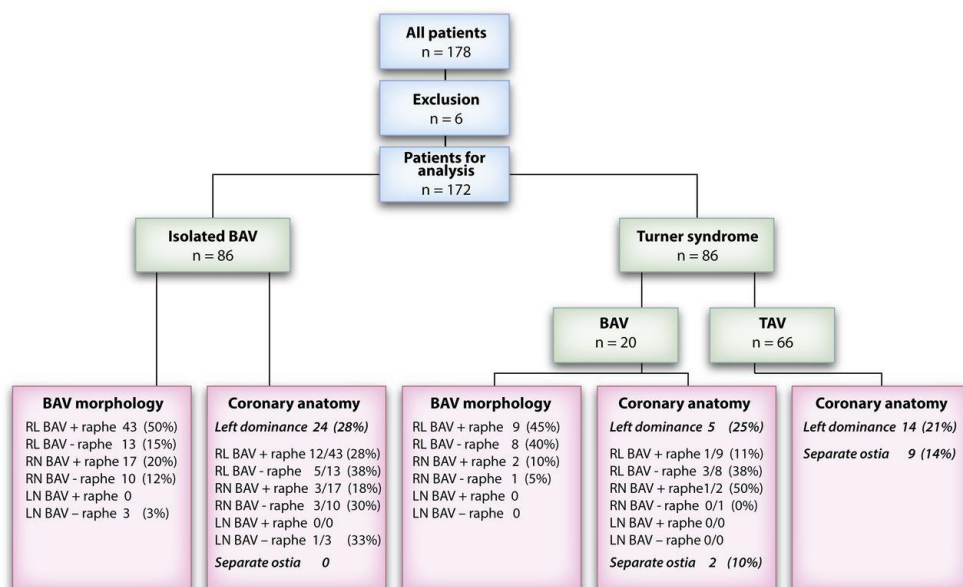 All patients
n = 178
Exclusion
n = 6
Patients for
analysis
n = 172
Isolated BAV
n = 86
Turner syndrome
n = 86
BAV
n = 20
TAV
n = 66
BAV morphology
RL BAV + raphe 43 (50%)
RL BAV - raphe 13 (15%)
RN BAV + raphe 17 (20%)
RN BAV - raphe 10 (12%)
LN BAV + raphe 0
LN BAV – raphe 3 (3%)
Coronary anatomy
Left dominance 24 (28%)
RL BAV + raphe 12/43 (28%)
RL BAV - raphe 5/13 (38%)
RN BAV + raphe 3/17 (18%)
RN BAV - raphe 3/10 (30%)
LN BAV + raphe 0/0
LN BAV – raphe 1/3 (33%)
Separate ostia 0
BAV morphology
RL BAV + raphe 9 (45%)
RL BAV - raphe 8 (40%)
RN BAV + raphe 2 (10%)
RN BAV - raphe 1 (5%)
LN BAV + raphe 0
LN BAV – raphe 0
Coronary anatomy
Left dominance 5 (25%)
RL BAV + raphe 1/9 (11%)
RL BAV - raphe 3/8 (38%)
RN BAV + raphe1/2 (50%)
RN BAV - raphe 0/1 (0%)
LN BAV + raphe 0/0
LN BAV – raphe 0/0
Separate ostia 2 (10%)
Coronary anatomy
Left dominance 14 (21%)
Separate ostia 9 (14%)